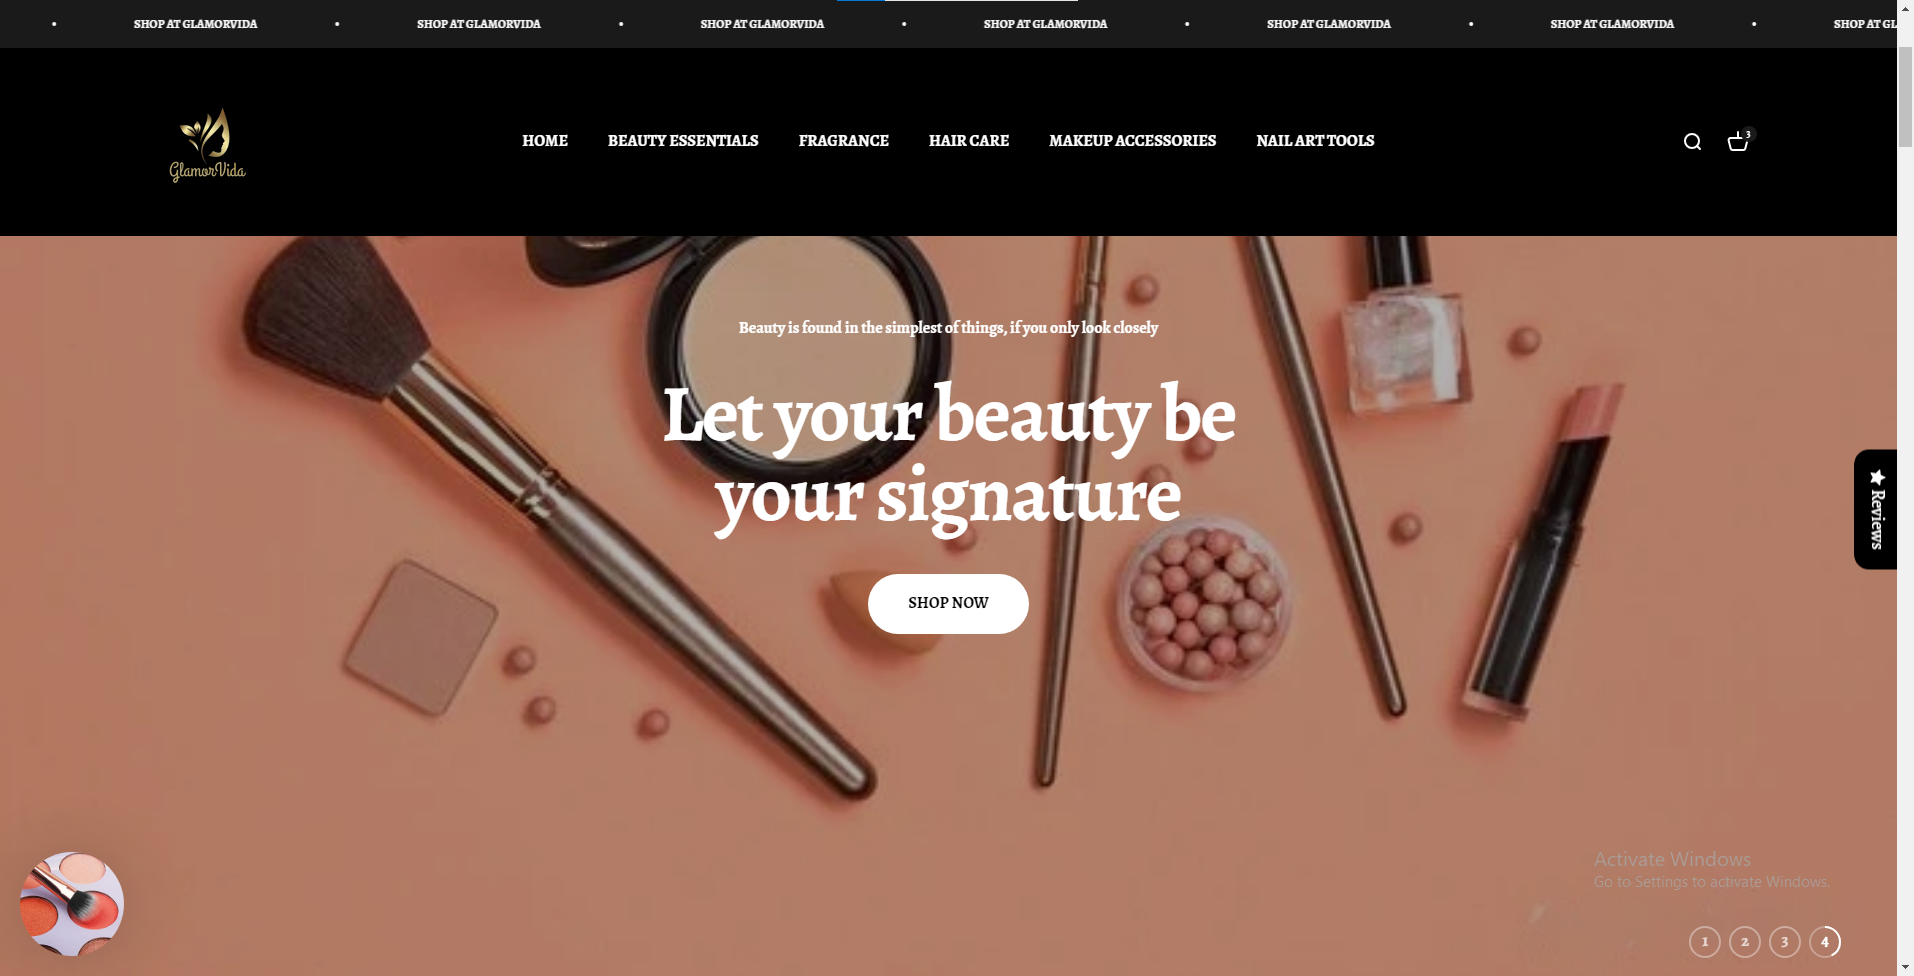 SHOP AT GLAMORVIDA • SHOP AT GLAMORVIDA • SHOP AT GLAMORVIDA • SHOP AT GLAMORVIDA • SHOP AT GLAMORVIDA • SHOP AT GLAMORVIDA • SHOP AT GL
GlamorVida
HOME BEAUTY ESSENTIALS FRAGRANCE HAIR CARE MAKEUP ACCESSORIES NAIL ART TOOLS
3
Beauty is found in the simplest of things, if you only look closely
Let your beauty be
your signature
SHOP NOW
★ Reviews
Activate Windows
Go to Settings to activate Windows.
1 2 3 4